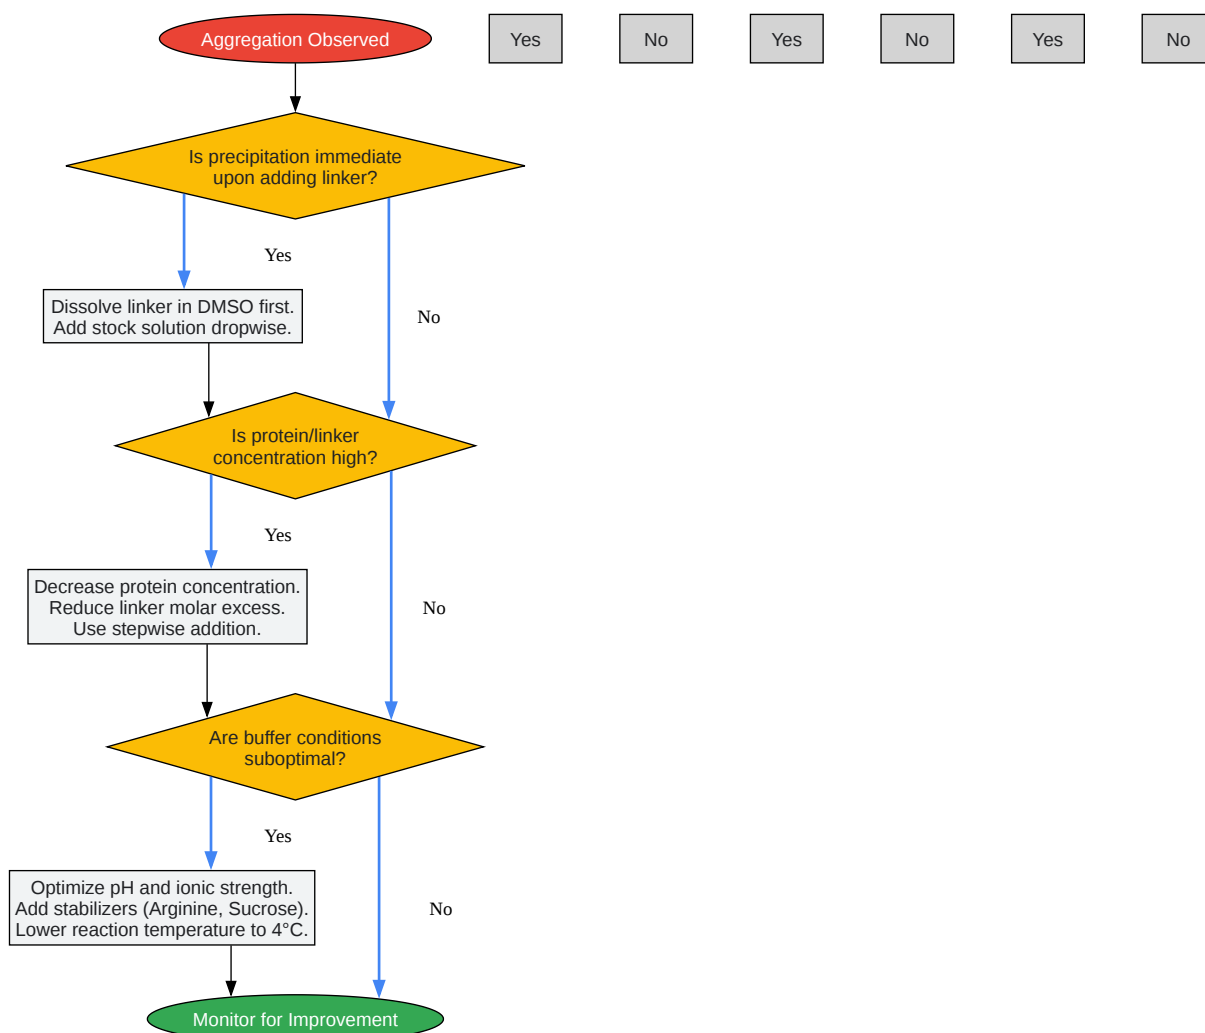 Aggregation Observed
Yes
No
Yes
No
Yes
No
Is precipitation immediate
upon adding linker?
Yes
Dissolve linker in DMSO first.
Add stock solution dropwise.
No
Is protein/linker
concentration high?
Yes
Decrease protein concentration.
Reduce linker molar excess.
Use stepwise addition.
No
Are buffer conditions
suboptimal?
Yes
Optimize pH and ionic strength.
Add stabilizers (Arginine, Sucrose).
Lower reaction temperature to 4°C.
No
Monitor for Improvement